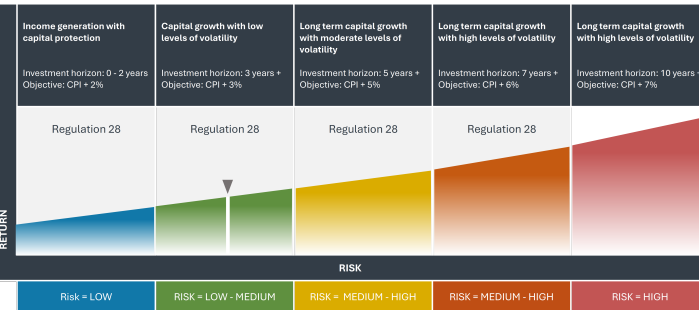 Income generation with
capital protection
Investment horizon: 0 - 2 years
Objective: CPI + 2%
Capital growth with low
levels of volatility
Investment horizon: 3 years +
Objective: CPI + 3%
Long term capital growth
with moderate levels of
volatility
Investment horizon: 5 years +
Objective: CPI + 5%
Long term capital growth
with high levels of volatility
Investment horizon: 7 years +
Objective: CPI + 6%
Long term capital growth
with high levels of volatility
Investment horizon: 10 years +
Objective: CPI + 7%
Regulation 28
Regulation 28
Regulation 28
Regulation 28
RETURN
RISK
Risk = LOW
RISK = LOW - MEDIUM
RISK = MEDIUM - HIGH
RISK = MEDIUM - HIGH
RISK = HIGH